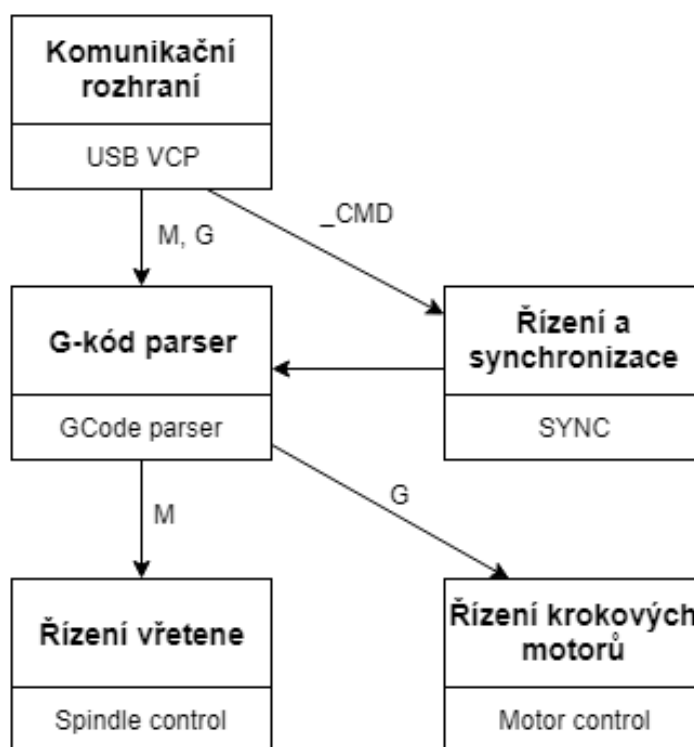 Komunikační
rozhraní
USB VCP
M, G
_CMD
G-kód parser
GCode parser
Řízení a
synchronizace
SYNC
M
G
Řízení vřetene
Spindle control
Řízení krokových
motorů
Motor control